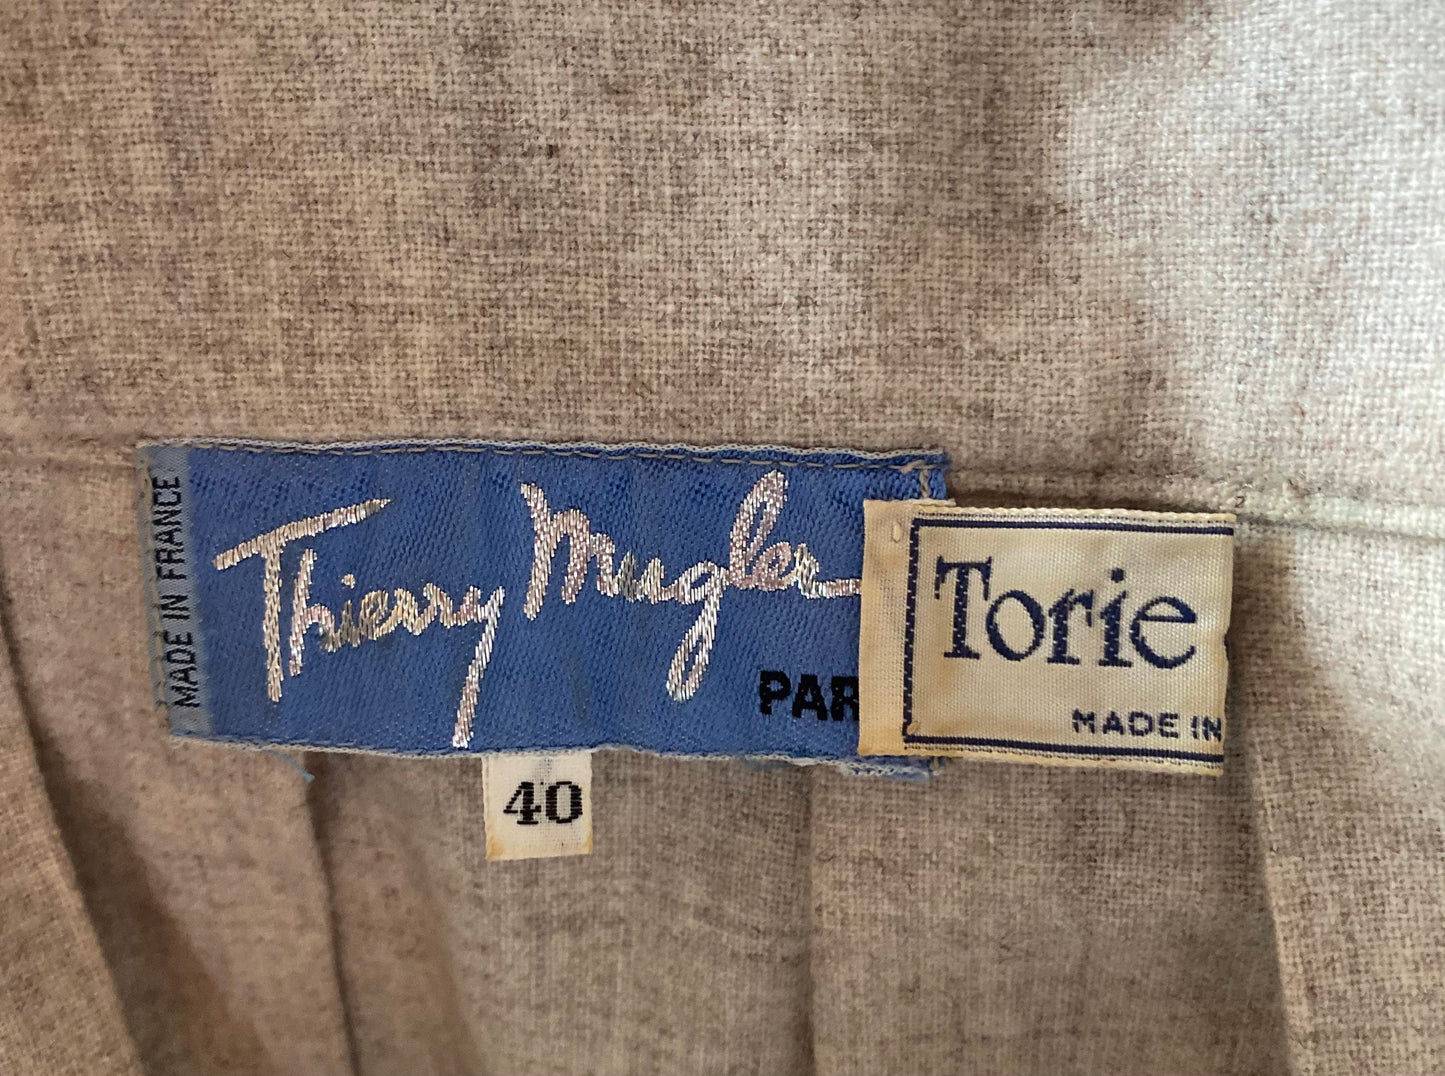 MADE IN FRANCE
Thierry Mugler
PAR
40
Torie
MADE IN